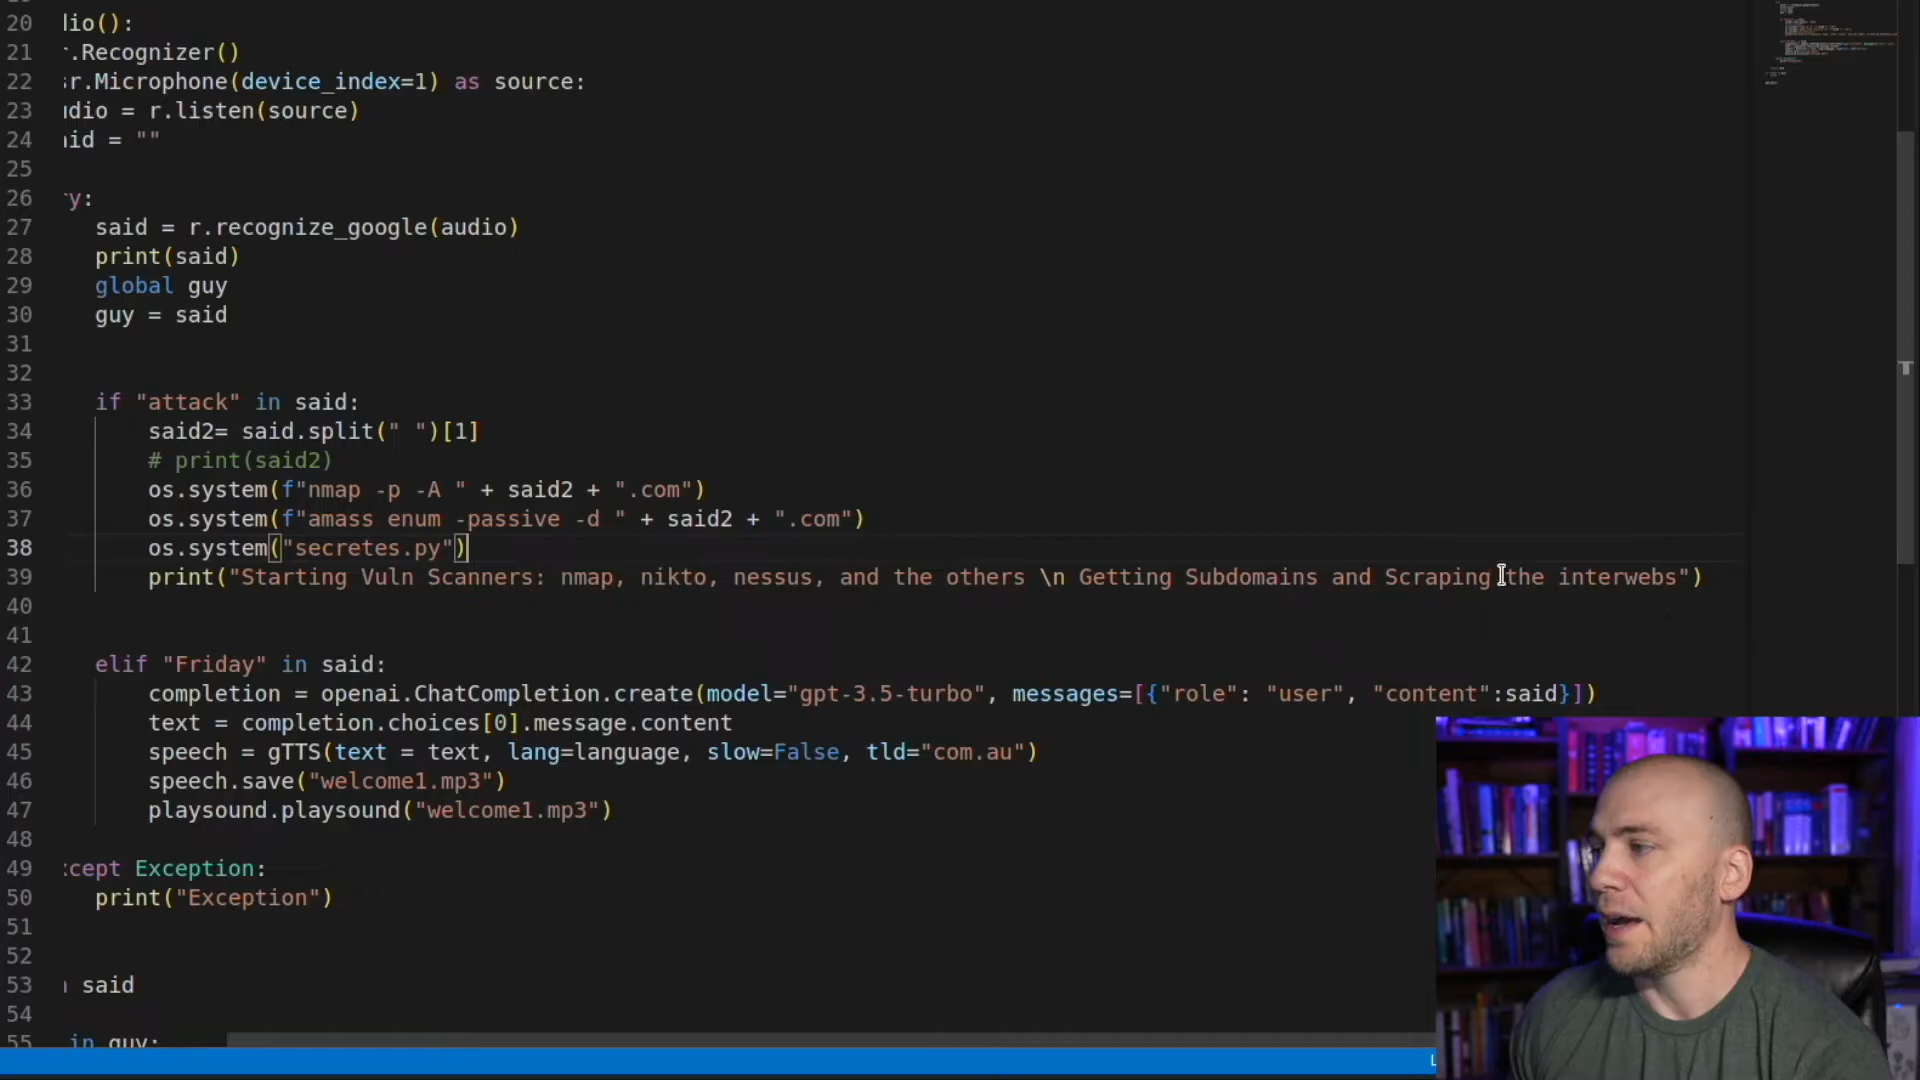 20 dio():
21 r.Recognizer()
22 sr.Microphone(device_index=1) as source:
23 udio = r.listen(source)
24 aid = ""
25
26 ry:
27 said = r.recognize_google(audio)
28 print(said)
29 global guy
30 guy = said
31
32
33 if "attack" in said:
34 said2= said.split(" ")[1]
35 # print(said2)
36 os.system(f"nmap -p -A " + said2 + ".com")
37 os.system(f"amass enum -passive -d " + said2 + ".com")
38 os.system("secretes.py")
39 print("Starting Vuln Scanners: nmap, nikto, nessus, and the others \n Getting Subdomains and Scraping the interwebs")
40
41
42 elif "Friday" in said:
43 completion = openai.ChatCompletion.create(model="gpt-3.5-turbo", messages=[{"role": "user", "content":said}])
44 text = completion.choices[0].message.content
45 speech = gTTS(text = text, lang=language, slow=False, tld="com.au")
46 speech.save("welcome1.mp3")
47 playsound.playsound("welcome1.mp3")
48
49 xcept Exception:
50 print("Exception")
51
52
53 n said
54
55 in guy: